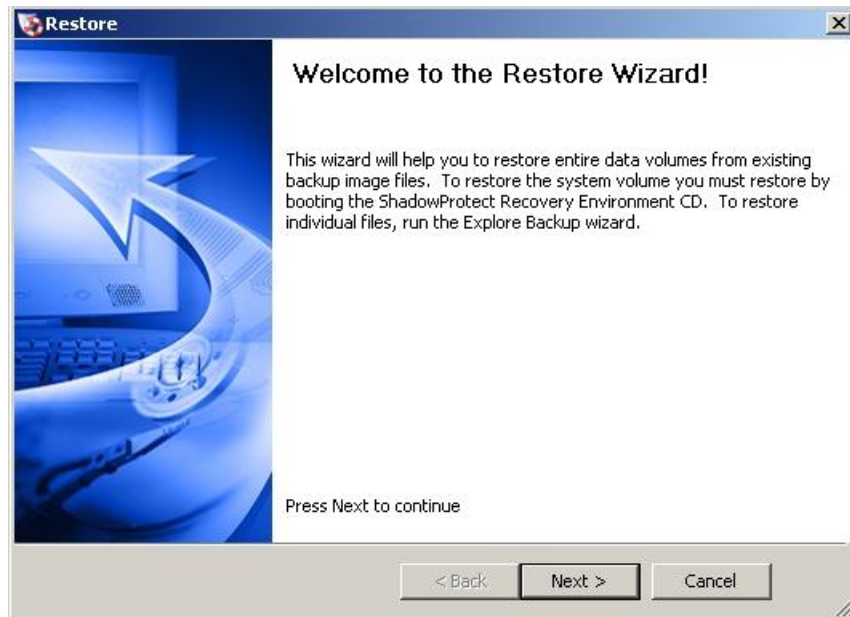 Restore
Welcome to the Restore Wizard!
This wizard will help you to restore entire data volumes from existing
backup image files. To restore the system volume you must restore by
booting the ShadowProtect Recovery Environment CD. To restore
individual files, run the Explore Backup wizard.
Press Next to continue
< Back
Next >
Cancel